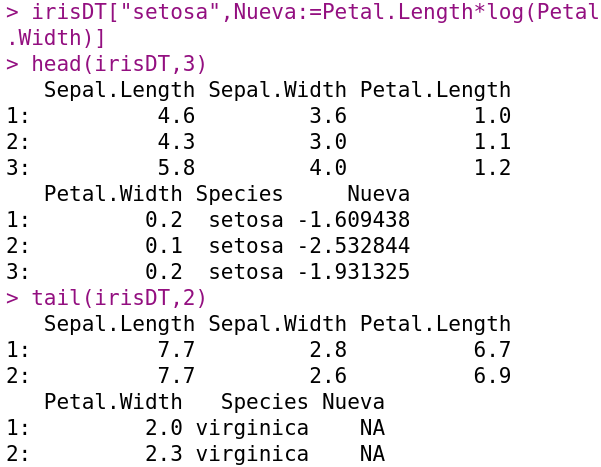 > irisDT["setosa",Nueva:=Petal.Length*log(Petal
.Width)]
> head(irisDT,3)
   Sepal.Length Sepal.Width Petal.Length
1:          4.6         3.6          1.0
2:          4.3         3.0          1.1
3:          5.8         4.0          1.2
   Petal.Width Species     Nueva
1:         0.2  setosa -1.609438
2:         0.1  setosa -2.532844
3:         0.2  setosa -1.931325
> tail(irisDT,2)
   Sepal.Length Sepal.Width Petal.Length
1:          7.7         2.8          6.7
2:          7.7         2.6          6.9
   Petal.Width   Species Nueva
1:         2.0 virginica    NA
2:         2.3 virginica    NA